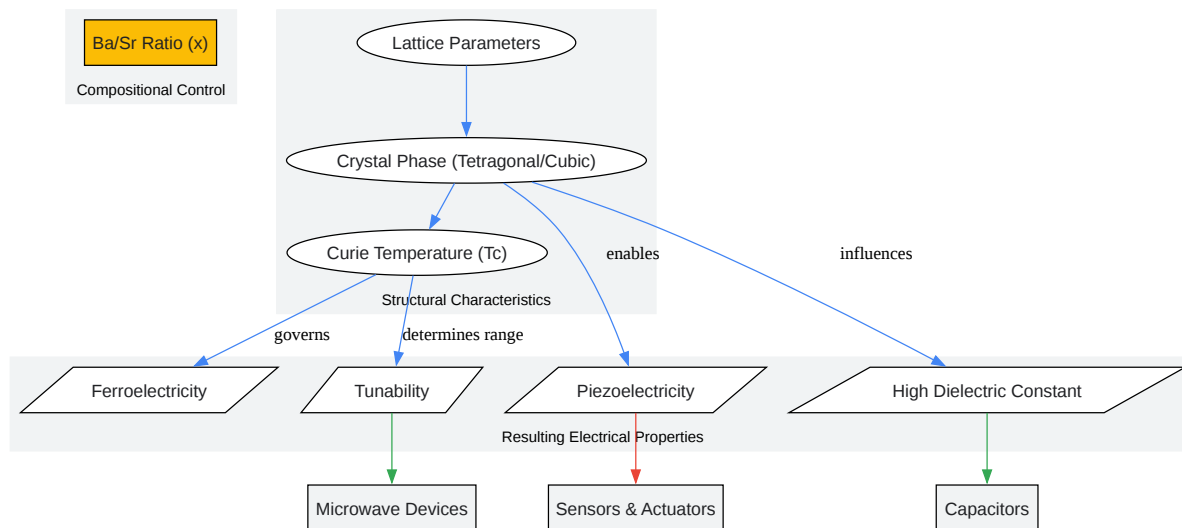 Ba/Sr Ratio (x)
Compositional Control
Lattice Parameters
Crystal Phase (Tetragonal/Cubic)
Curie Temperature (Tc)
Structural Characteristics
enables
influences
governs
determines range
Ferroelectricity
Tunability
Piezoelectricity
High Dielectric Constant
Resulting Electrical Properties
Microwave Devices
Sensors & Actuators
Capacitors